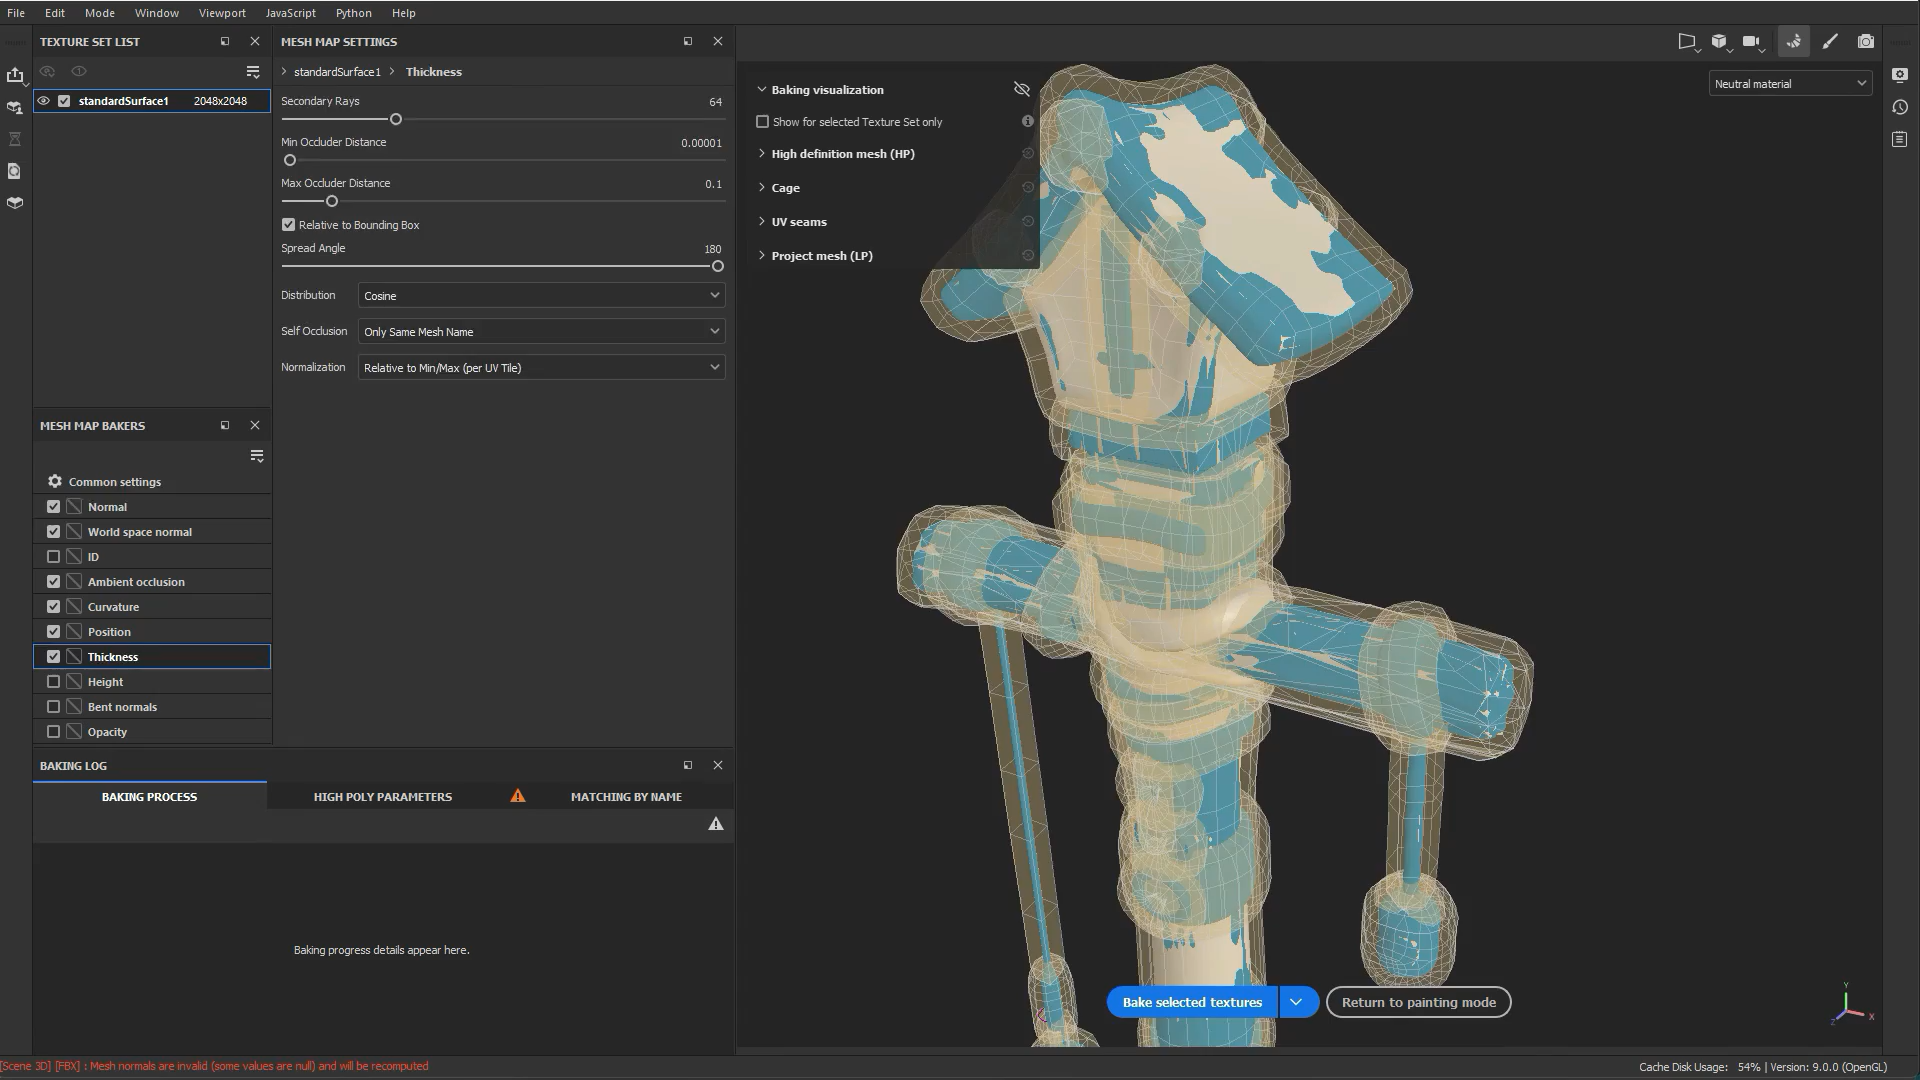 File Edit Mode Window Viewport JavaScript Python Help
TEXTURE SET LIST
standardSurface1 2048x2048
MESH MAP SETTINGS
standardSurface1 > Thickness
Secondary Rays 64
Min Occluder Distance 0.00001
Max Occluder Distance 0.1
Relative to Bounding Box
Spread Angle 180
Distribution Cosine
Self Occlusion Only Same Mesh Name
Normalization Relative to Min/Max (per UV Tile)
MESH MAP BAKERS
Common settings
Normal
World space normal
ID
Ambient occlusion
Curvature
Position
Thickness
Height
Bent normals
Opacity
BAKING LOG
BAKING PROCESS HIGH POLY PARAMETERS MATCHING BY NAME
Baking progress details appear here.
Baking visualization
Show for selected Texture Set only
High definition mesh (HP)
Cage
UV seams
Project mesh (LP)
Neutral material
Bake selected textures Return to painting mode
Y
Z X
[Scene 3D] [FBX] : Mesh normals are invalid (some values are null) and will be recomputed
Cache Disk Usage: 54% | Version: 9.0.0 (OpenGL)